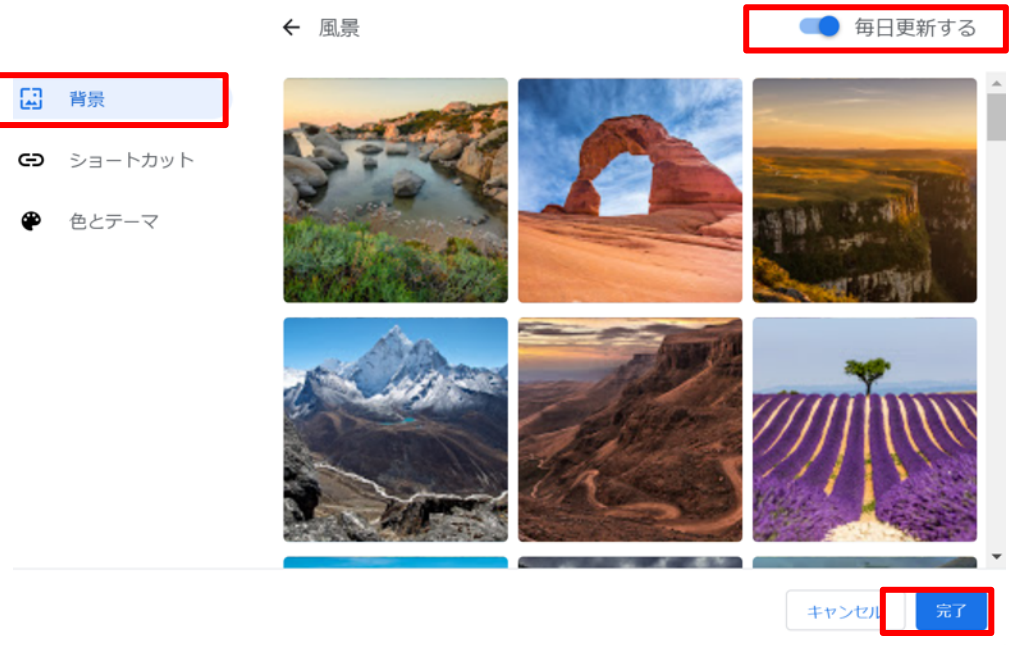 風景
毎日更新する
背景
ショートカット
色とテーマ
キャンセル
完了